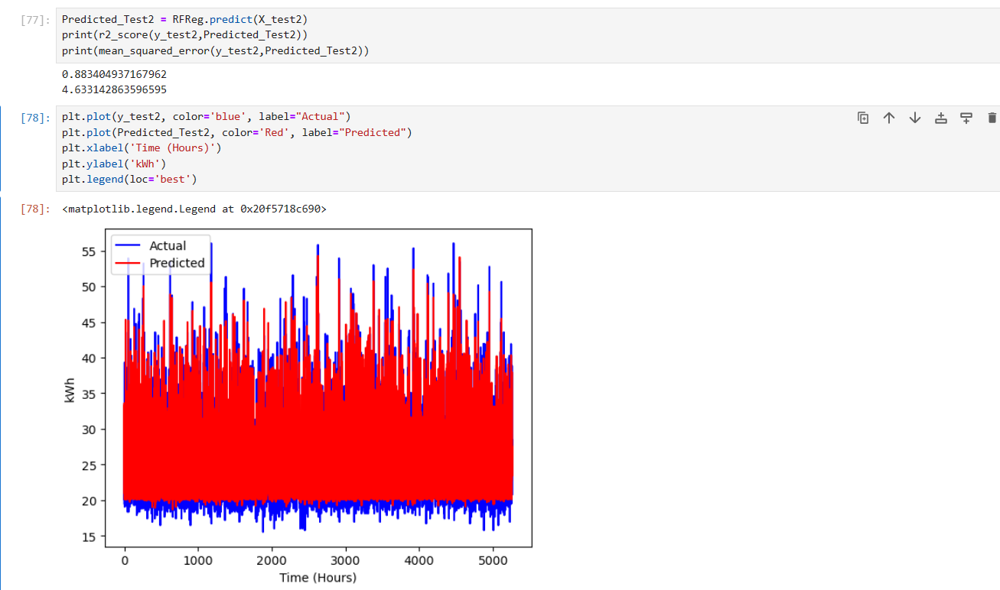 [77]:
Predicted_Test2 = RFReg.predict(X_test2)
print(r2_score(y_test2,Predicted_Test2))
print(mean_squared_error(y_test2,Predicted_Test2))
0.883404937167962
4.633142863596595
[78]:
plt.plot(y_test2, color='blue', label="Actual")
plt.plot(Predicted_Test2, color='Red', label="Predicted")
plt.xlabel('Time (Hours)')
plt.ylabel('kWh')
plt.legend(loc='best')
[78]:
<matplotlib.legend.Legend at 0x20f5718c690>
Actual
Predicted
55
50
45
40
35
30
25
20
15
kWh
0 1000 2000 3000 4000 5000
Time (Hours)